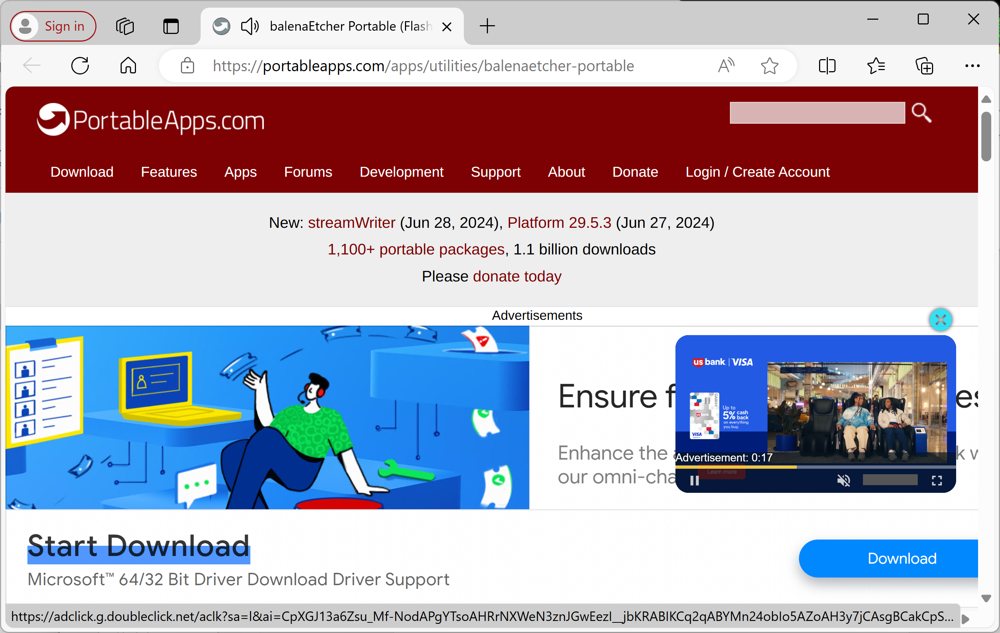 Sign in
balenaEtcher Portable (Flash
https://portableapps.com/apps/utilities/balenaetcher-portable
PortableApps.com
Download Features Apps Forums Development Support About Donate Login / Create Account
New: streamWriter (Jun 28, 2024), Platform 29.5.3 (Jun 27, 2024)
1,100+ portable packages, 1.1 billion downloads
Please donate today
Advertisements
Ensure f
es
Enhance the a
k w
our omni-cha
us bank | VISA
CASH+
us bank
VISA
Up to
5% cash back
on everything
you buy.
Advertisement: 0:17
Learn more
Start Download
Microsoft™ 64/32 Bit Driver Download Driver Support
Download
https://adclick.g.doubleclick.net/aclk?sa=l&ai=CpXGJ13a6Zsu_Mf-NodAPgYTsoAHRrNXWeN3znJGwEezI__jbKRABIKCq2qABYMn24obIo5AZoAH3y7jCAsgBCakCpS...